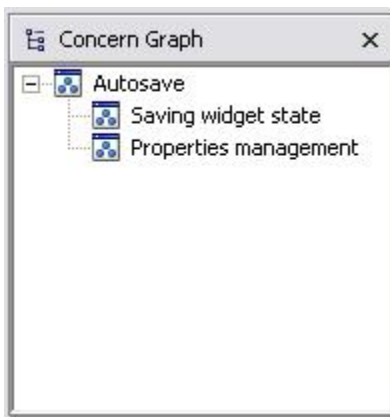 Concern Graph
Autosave
Saving widget state
Properties management